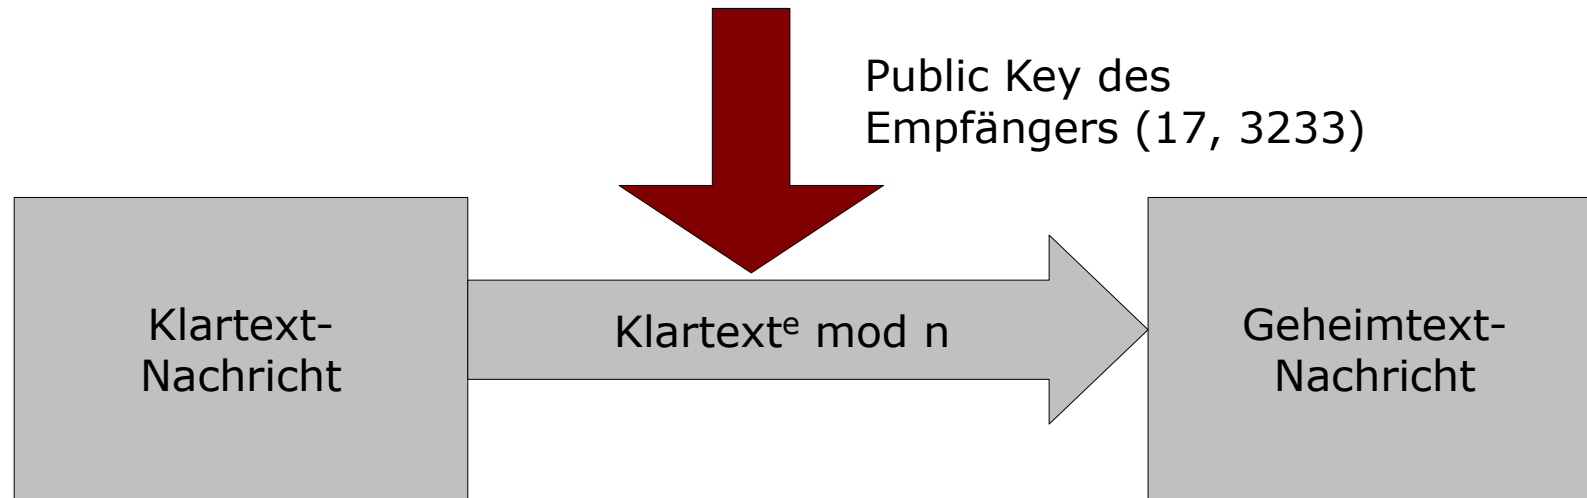 Public Key des
Empfängers (17, 3233)
Klartext-
Nachricht
Klartextᵉ mod n
Geheimtext-
Nachricht